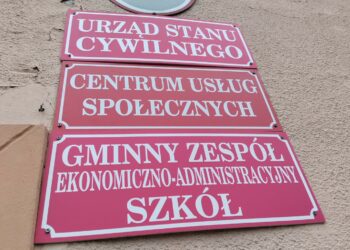 URZĄD STANU
CYWILNEGO
CENTRUM USŁUG
SPOŁECZNYCH
GMINNY ZESPÓŁ
EKONOMICZNO-ADMINISTRACYJNY
SZKÓŁ